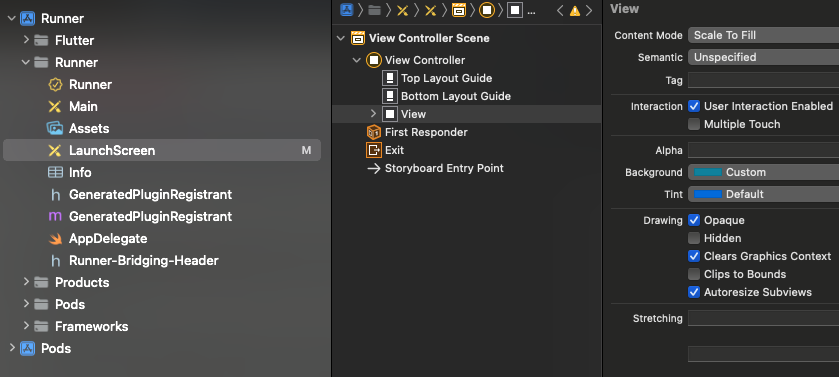 Runner
Flutter
Runner
Runner
Main
Assets
LaunchScreen M
Info
GeneratedPluginRegistrant
GeneratedPluginRegistrant
AppDelegate
Runner-Bridging-Header
Products
Pods
Frameworks
Pods
...
View Controller Scene
View Controller
Top Layout Guide
Bottom Layout Guide
View
First Responder
Exit
Storyboard Entry Point
View
Content Mode Scale To Fill
Semantic Unspecified
Tag
Interaction User Interaction Enabled
Multiple Touch
Alpha
Background Custom
Tint Default
Drawing Opaque
Hidden
Clears Graphics Context
Clips to Bounds
Autoresize Subviews
Stretching